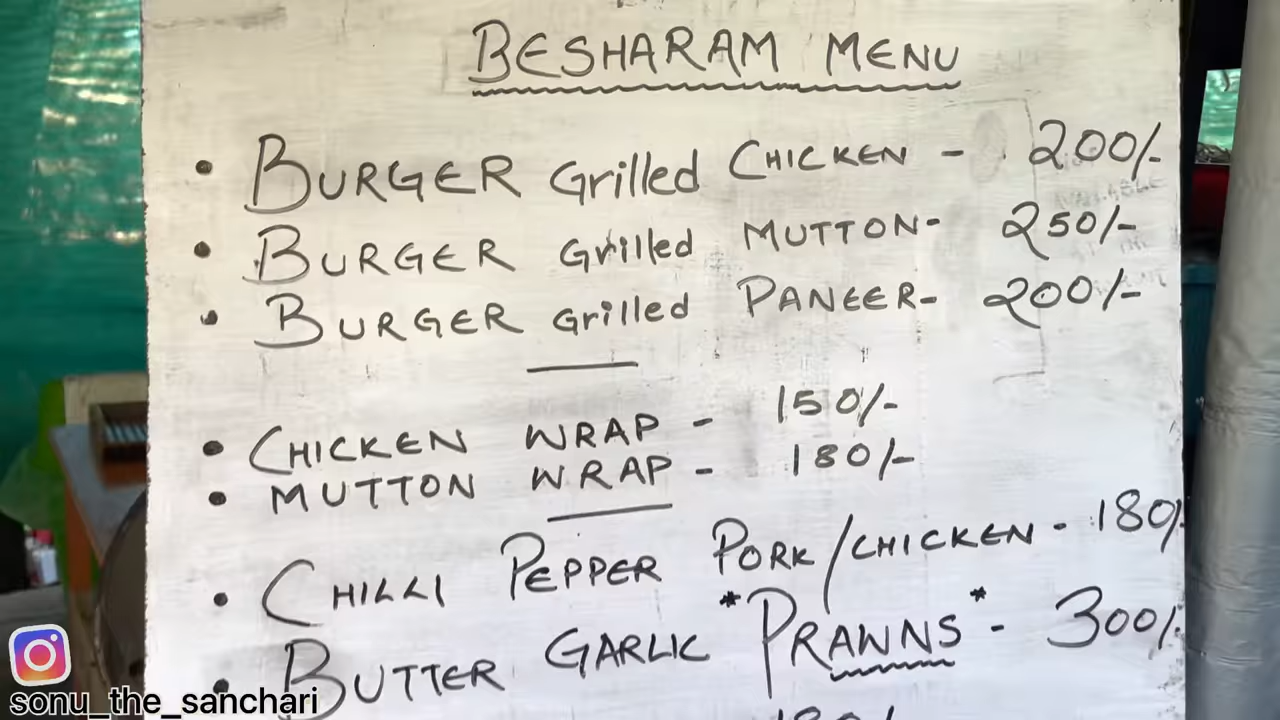 BESHARAM MENU
• BURGER Grilled CHICKEN - 200/-
• BURGER Grilled MUTTON- 250/-
• BURGER Grilled PANEER- 200/-
• CHICKEN WRAP - 150/-
• MUTTON WRAP - 180/-
• CHILLI PEPPER PORK/CHICKEN - 180/-
• BUTTER GARLIC *PRAWNS* - 300/-
sonu_the_sanchari